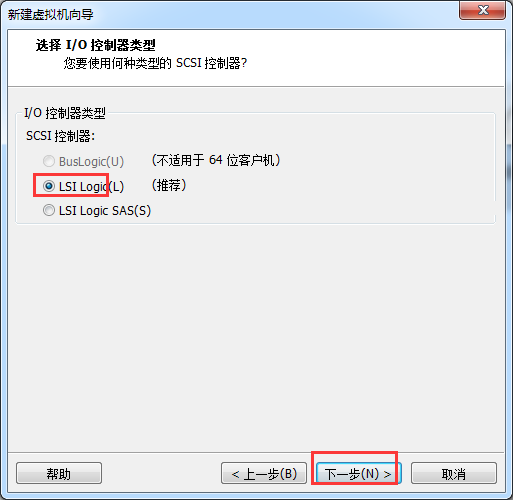 新建虚拟机向导
选择 I/O 控制器类型
您要使用何种类型的 SCSI 控制器?
I/O 控制器类型
SCSI 控制器:
BusLogic(U) (不适用于 64 位客户机)
LSI Logic(L) (推荐)
LSI Logic SAS(S)
帮助 < 上一步(B) 下一步(N) > 取消